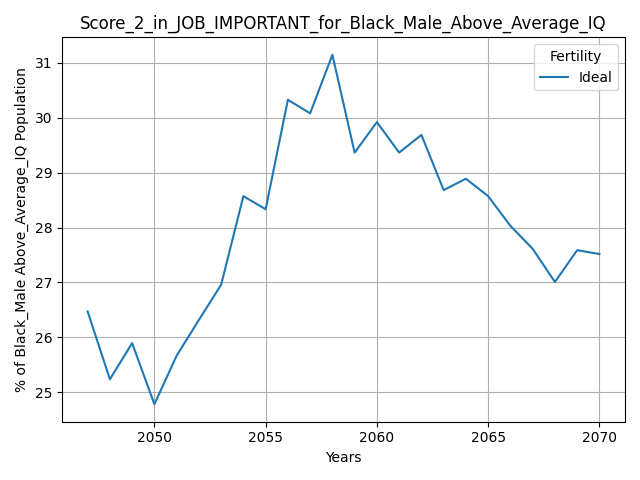 Score_2_in_JOB_IMPORTANT_for_Black_Male_Above_Average_IQ
Fertility
Ideal
% of Black_Male Above_Average_IQ Population
31
30
29
28
27
26
25
2050
2055
2060
2065
2070
Years